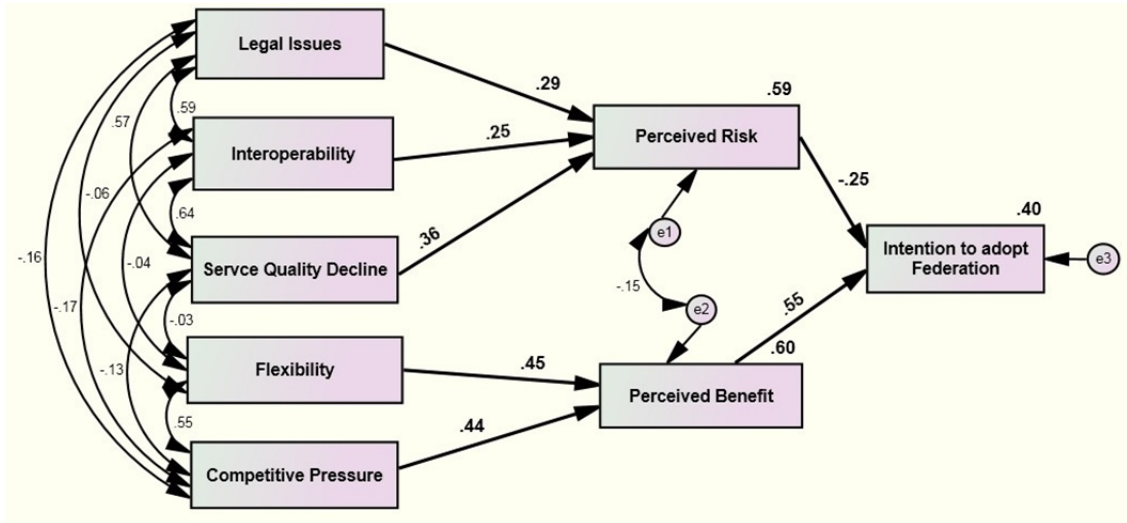 Legal Issues
.29
.59
.59
.57
Perceived Risk
.25
Interoperability
-.06
-.25
.64
.40
.36
e1
Intention to adopt
Federation
-.16
-.04
Servce Quality Decline
e3
-.15
-.17
-.03
e2
.55
.60
-.13
Flexibility
.45
Perceived Benefit
.55
.44
Competitive Pressure